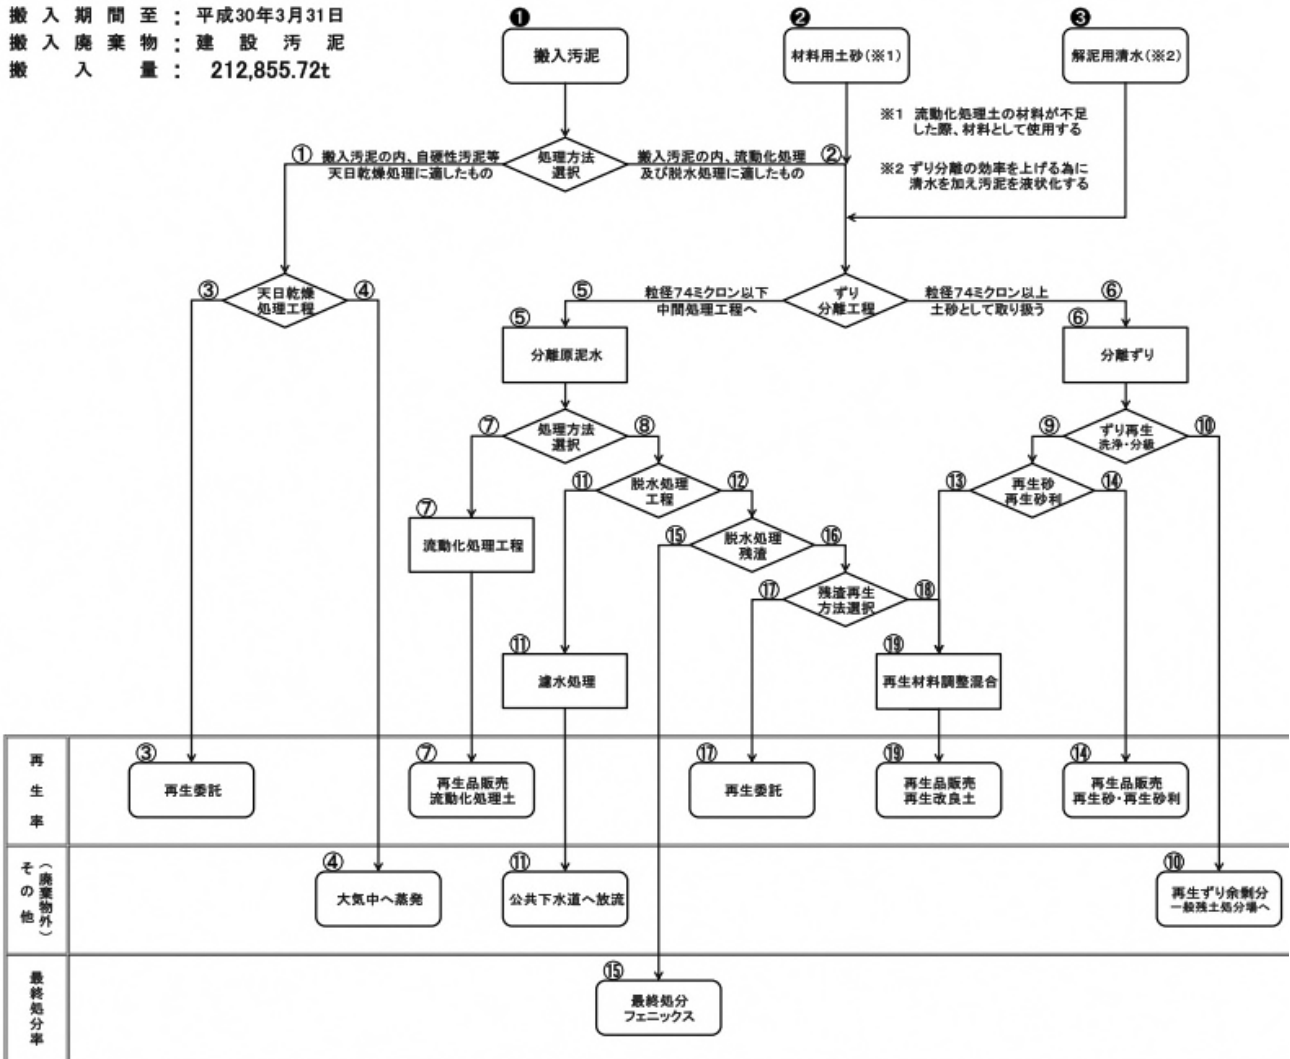 搬入期間至：平成30年3月31日
搬入廃棄物：建設汚泥
搬入量：212,855.72t
❶
搬入汚泥
❷
材料用土砂(※1)
❸
解泥用清水(※2)
※1 流動化処理土の材料が不足
した際、材料として使用する
※2 ずり分離の効率を上げる為に
清水を加え汚泥を液状化する
① 搬入汚泥の内、自硬性汚泥等
天日乾燥処理に適したもの
処理方法
選択
搬入汚泥の内、流動化処理 ②
及び脱水処理に適したもの
③
天日乾燥
処理工程
④
⑤
粒径74ミクロン以下
中間処理工程へ
ずり
分離工程
粒径74ミクロン以上
土砂として取り扱う
⑥
⑤
分離原泥水
⑥
分離ずり
⑦
処理方法
選択
⑧
⑨
ずり再生
洗浄・分級
⑩
⑪
脱水処理
工程
⑫
⑬
再生砂
再生砂利
⑭
⑦
流動化処理工程
⑮
脱水処理
残渣
⑯
⑰
残渣再生
方法選択
⑱
⑪
濾水処理
⑲
再生材料調整混合
再生率
③
再生委託
⑦
再生品販売
流動化処理土
⑰
再生委託
⑲
再生品販売
再生改良土
⑭
再生品販売
再生砂・再生砂利
その他
（廃棄物外）
④
大気中へ蒸発
⑪
公共下水道へ放流
⑩
再生ずり余剰分
一般残土処分場へ
最終処分率
⑮
最終処分
フェニックス